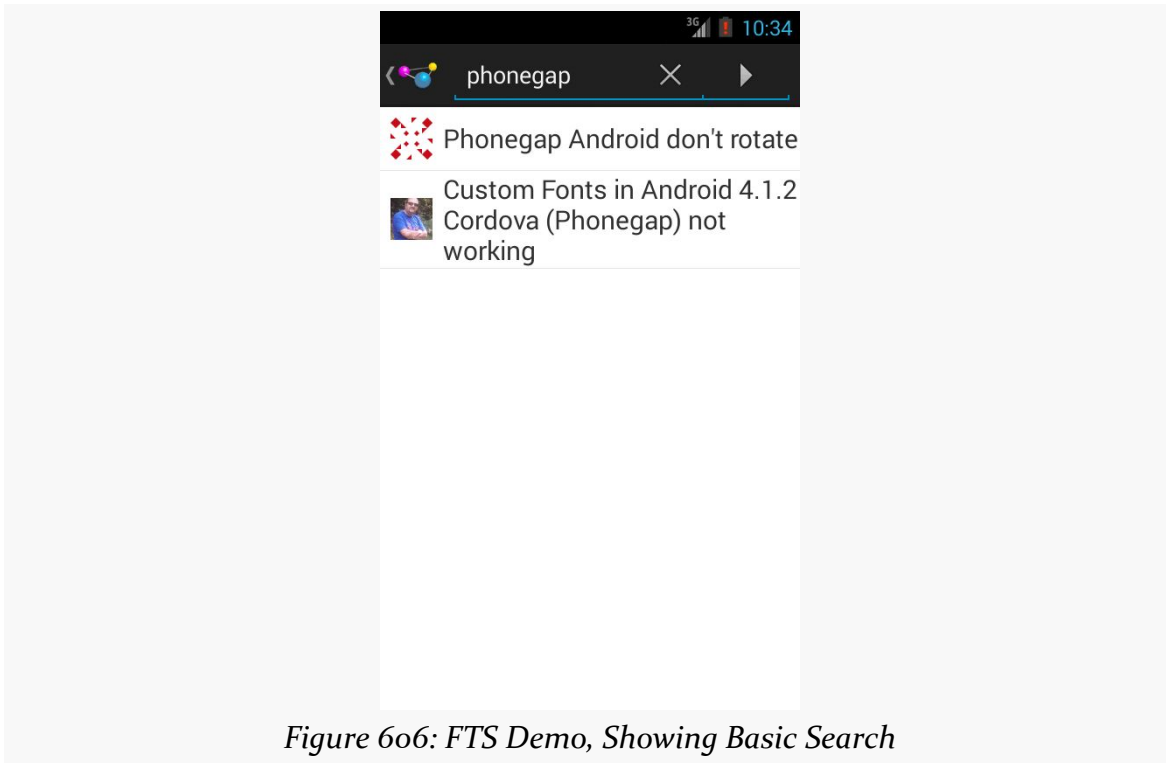 3G 10:34
phonegap
Phonegap Android don't rotate
Custom Fonts in Android 4.1.2
Cordova (Phonegap) not
working
Figure 606: FTS Demo, Showing Basic Search